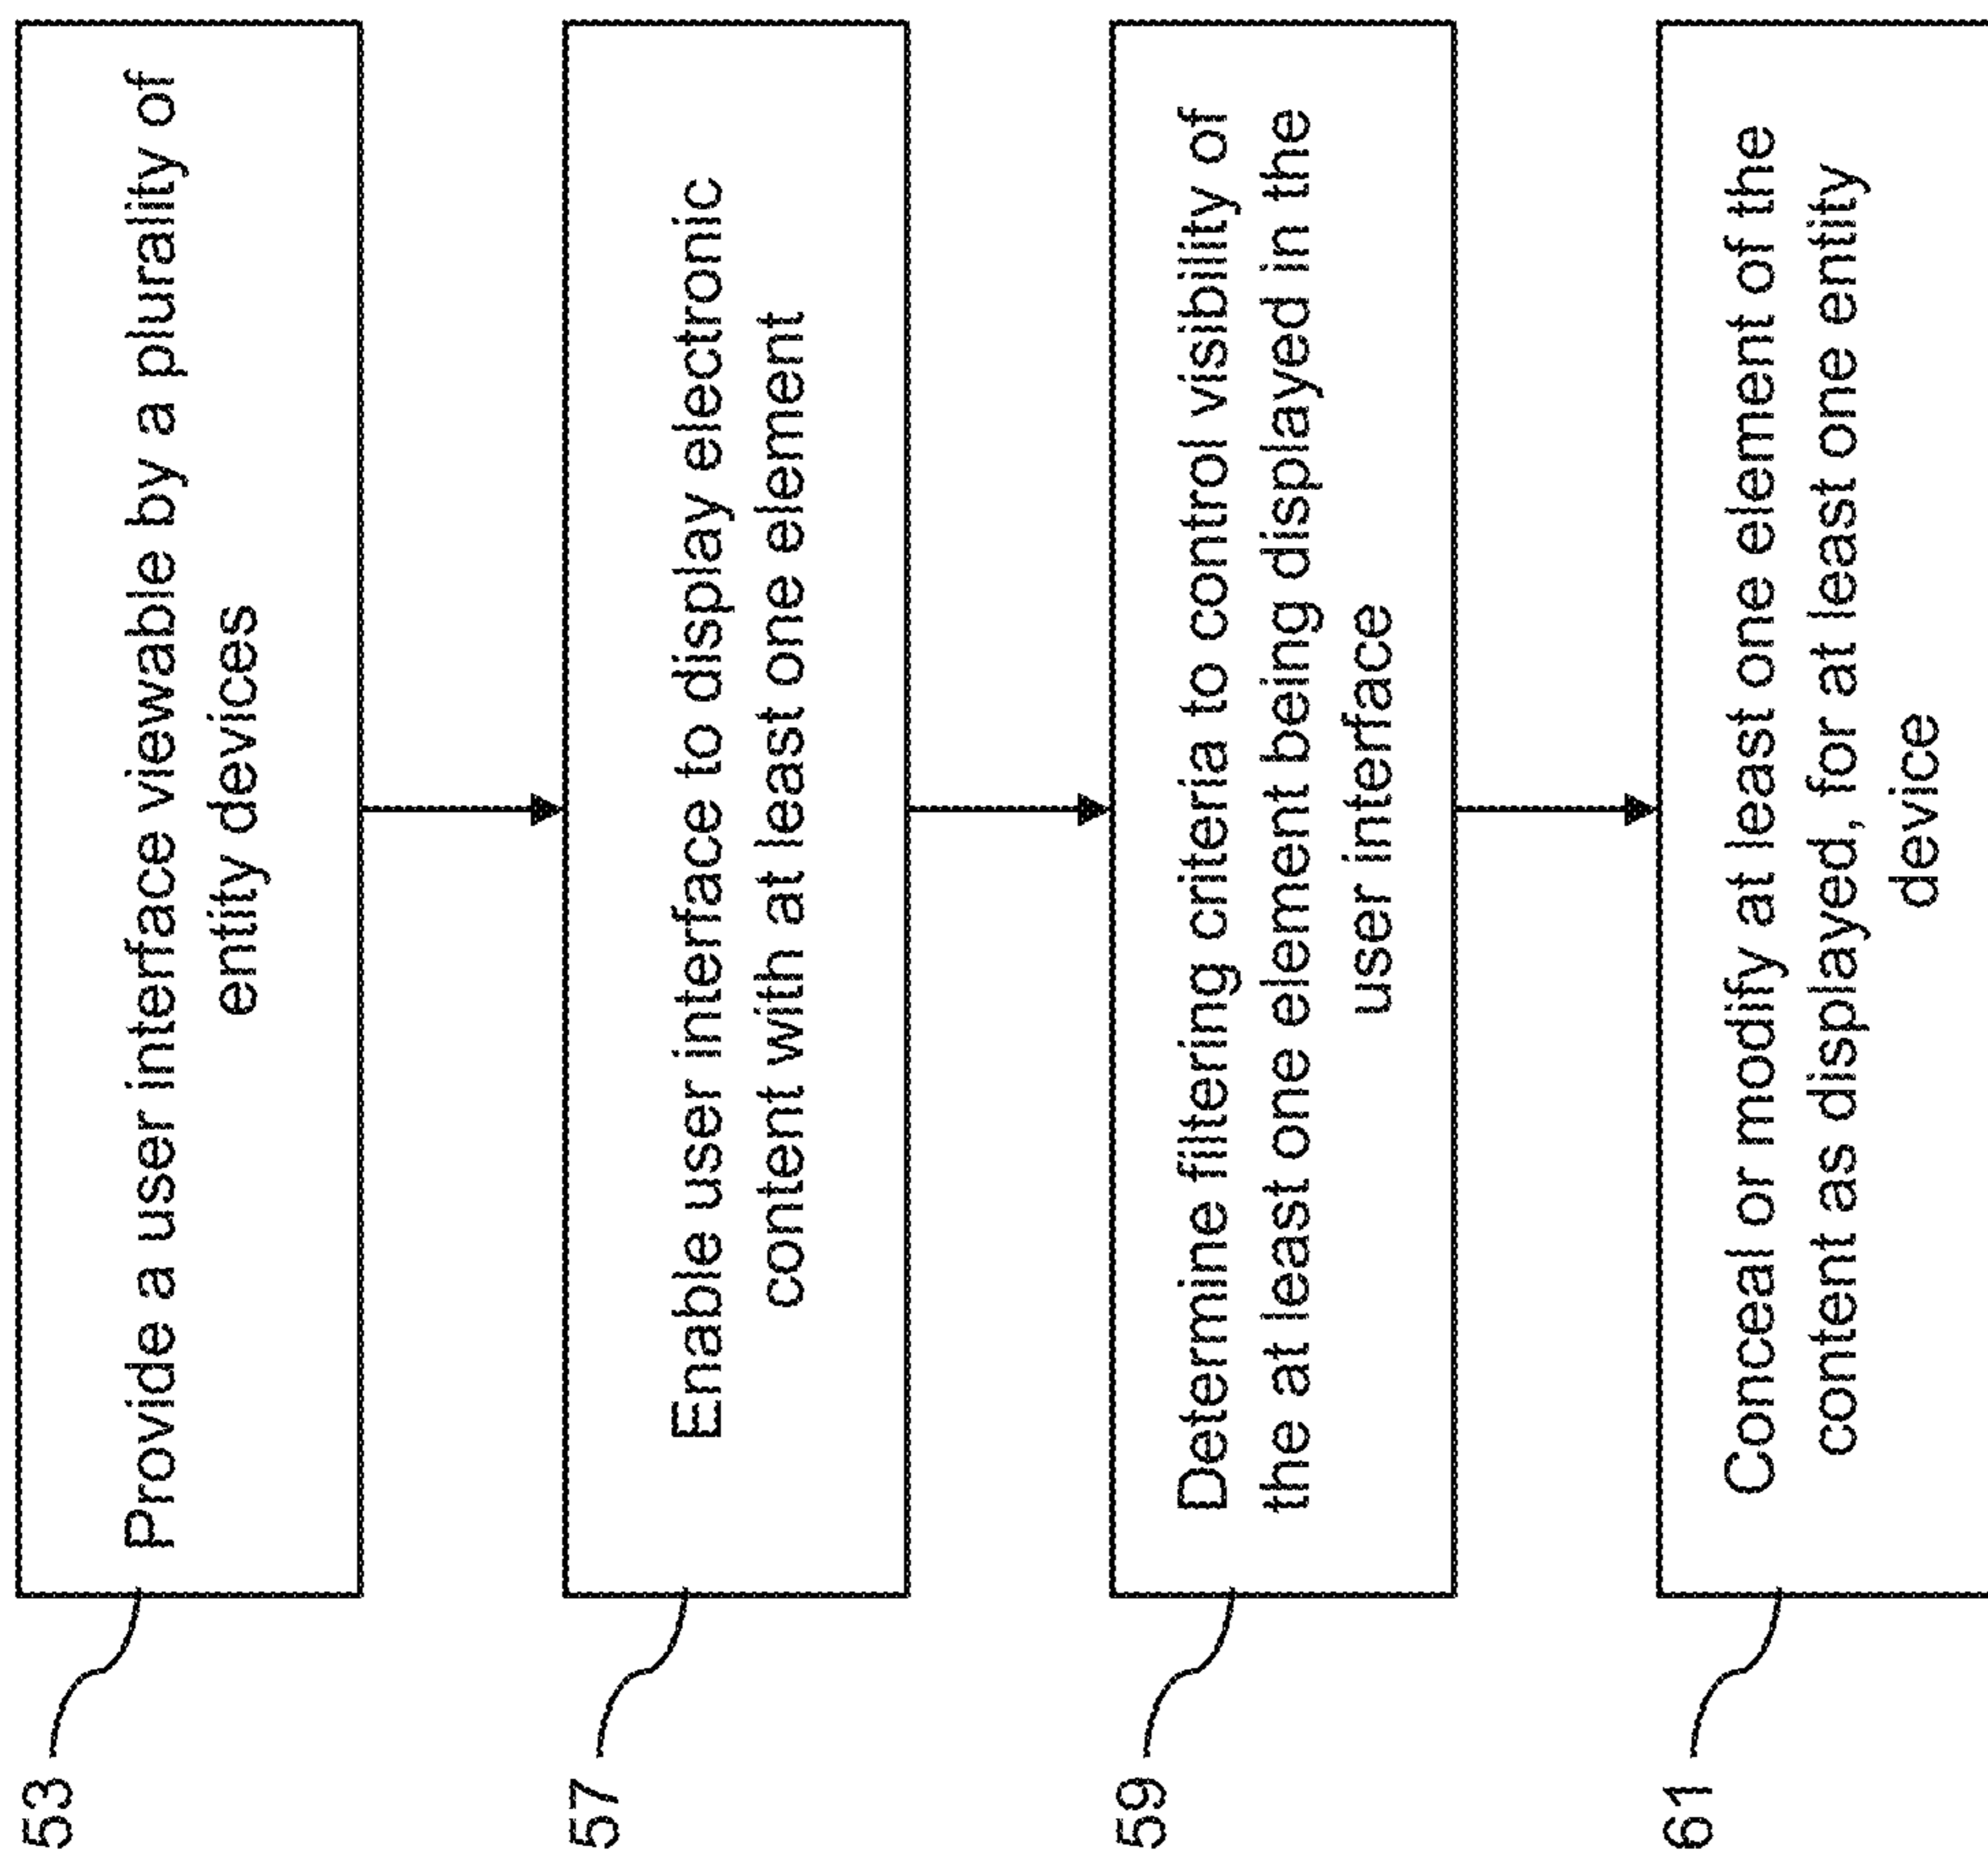 53
Provide a user interface viewable by a plurality of
entity devices
57
Enable user interface to display electronic
content with at least one element
59
Determine filtering criteria to control visibility of
the at least one element being displayed in the
user interface
61
Conceal or modify at least one element of the
content as displayed, for at least one entity
device